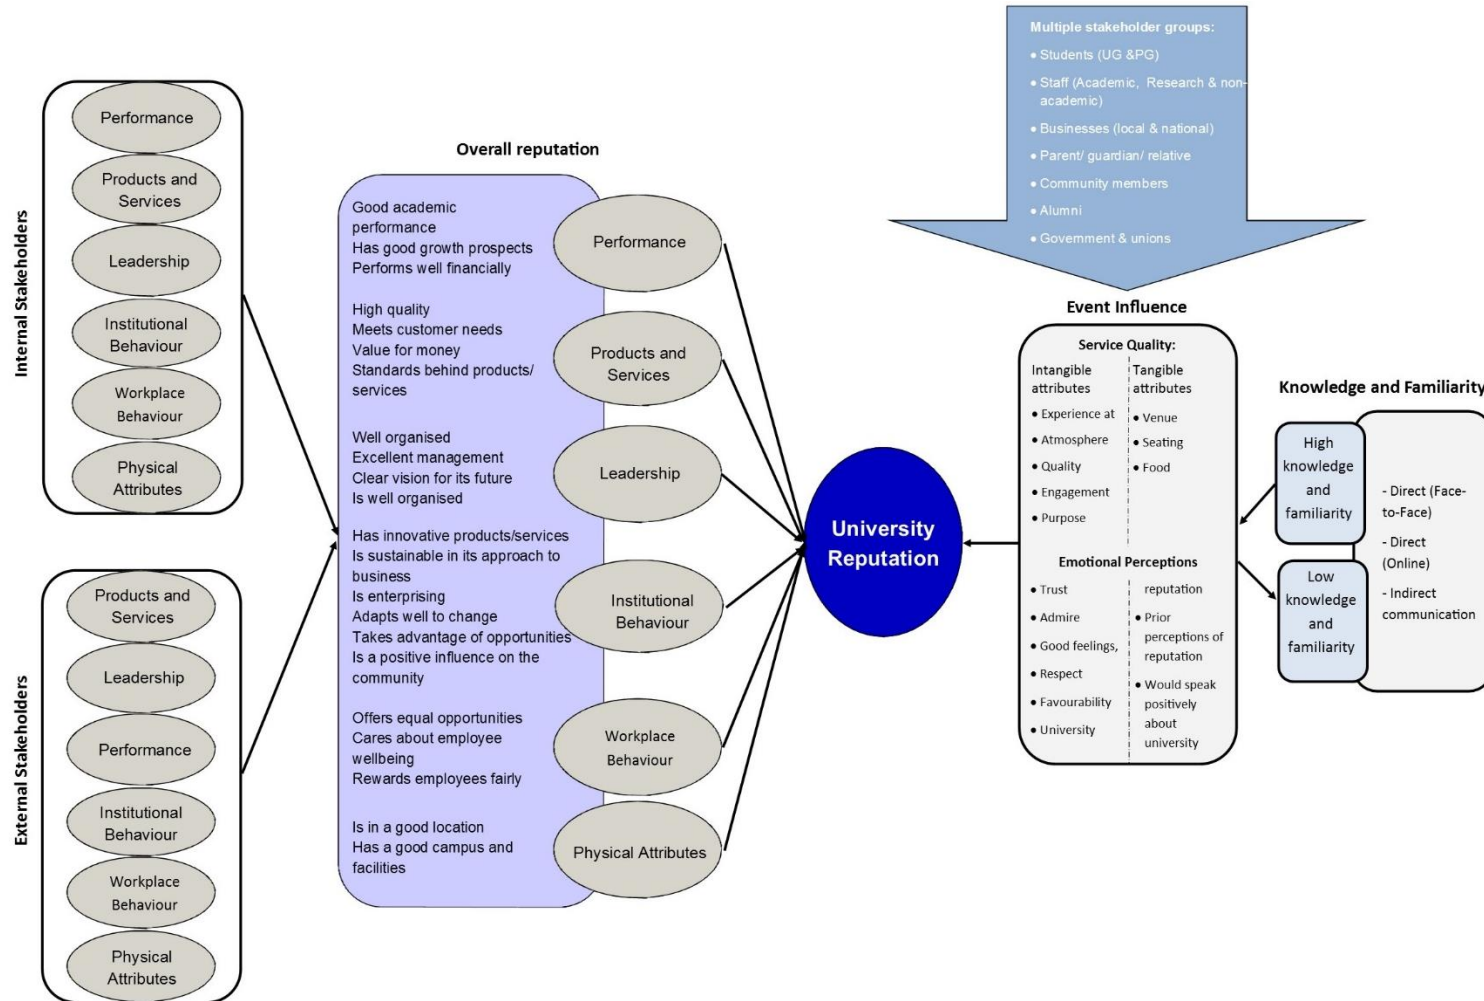 Internal Stakeholders
Performance
Products and
Services
Leadership
Institutional
Behaviour
Workplace
Behaviour
Physical
Attributes
External Stakeholders
Products and
Services
Leadership
Performance
Institutional
Behaviour
Workplace
Behaviour
Physical
Attributes
Overall reputation
Good academic
performance
Has good growth prospects
Performs well financially
Performance
High quality
Meets customer needs
Value for money
Standards behind products/
services
Products and
Services
Well organised
Excellent management
Clear vision for its future
Is well organised
Leadership
Has innovative products/services
Is sustainable in its approach to
business
Is enterprising
Adapts well to change
Takes advantage of opportunities
Is a positive influence on the
community
Institutional
Behaviour
Offers equal opportunities
Cares about employee
wellbeing
Rewards employees fairly
Workplace
Behaviour
Is in a good location
Has a good campus and
facilities
Physical Attributes
University
Reputation
Multiple stakeholder groups:
• Students (UG &PG)
• Staff (Academic, Research & non-
academic)
• Businesses (local & national)
• Parent/ guardian/ relative
• Community members
• Alumni
• Government & unions
Event Influence
Service Quality:
Intangible
attributes
• Experience at
• Atmosphere
• Quality
• Engagement
• Purpose
Tangible
attributes
• Venue
• Seating
• Food
Emotional Perceptions
• Trust
• Admire
• Good feelings,
• Respect
• Favourability
• University
reputation
• Prior
perceptions of
reputation
• Would speak
positively
about
university
Knowledge and Familiarity
High
knowledge
and
familiarity
Low
knowledge
and
familiarity
- Direct (Face-
to-Face)
- Direct
(Online)
- Indirect
communication